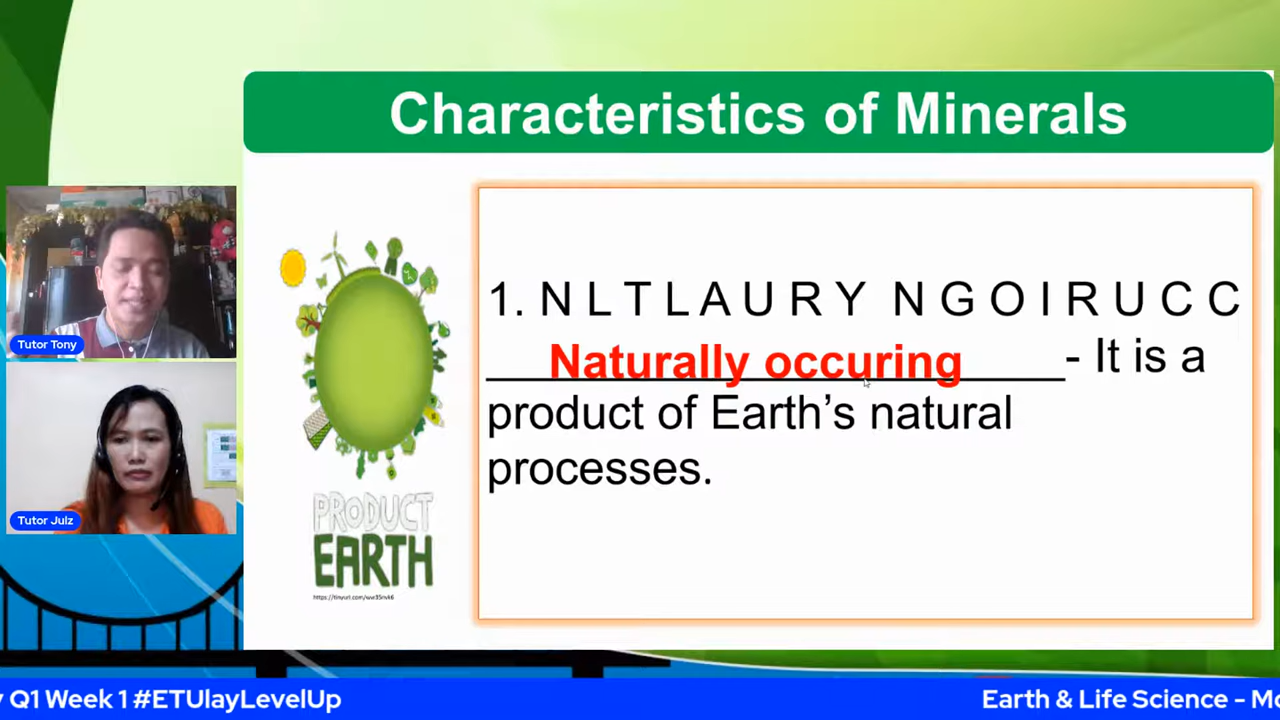 Characteristics of Minerals
1. N L T L A U R Y N G O I R U C C
Naturally occuring - It is a
product of Earth’s natural
processes.
PRODUCT
EARTH
Tutor Tony
Tutor Julz
Q1 Week 1 #ETUlayLevelUp
Earth & Life Science -